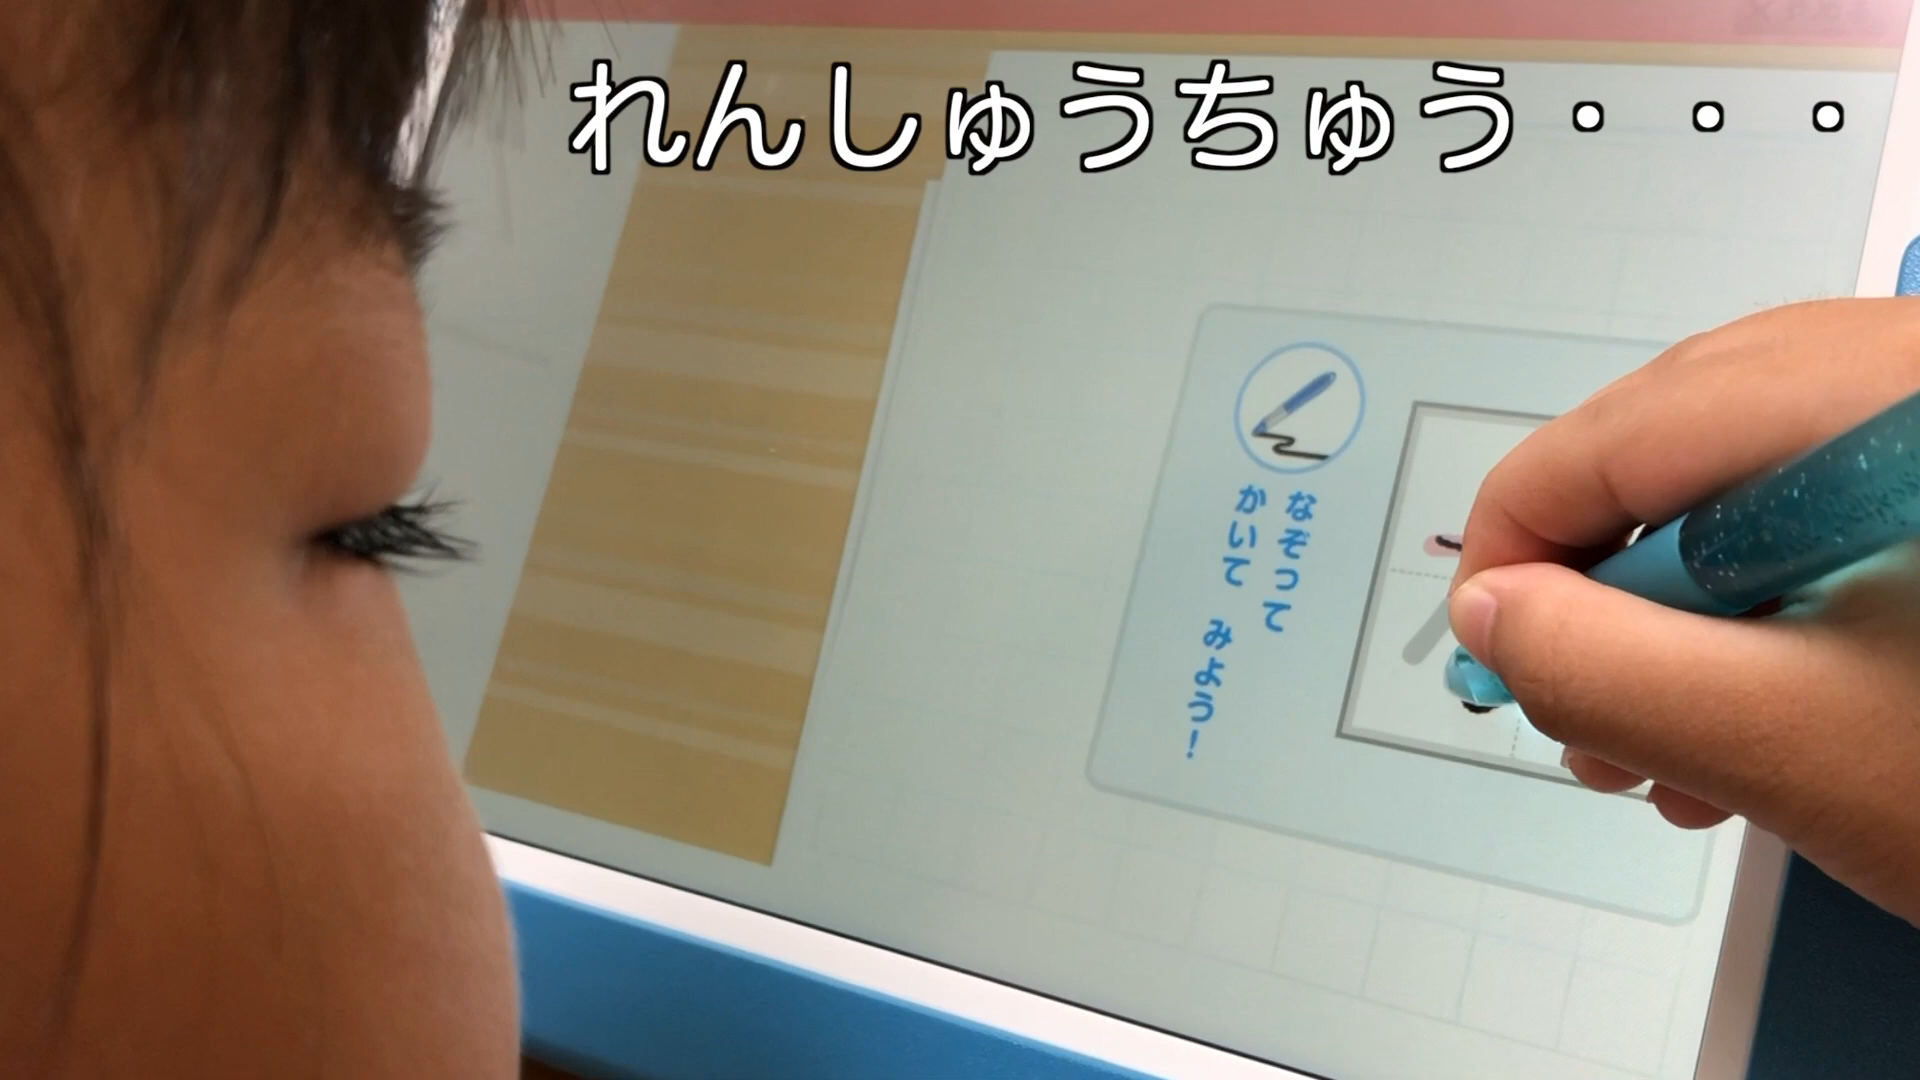 れんしゅうちゅう・・・
なぞって
かいて みよう!